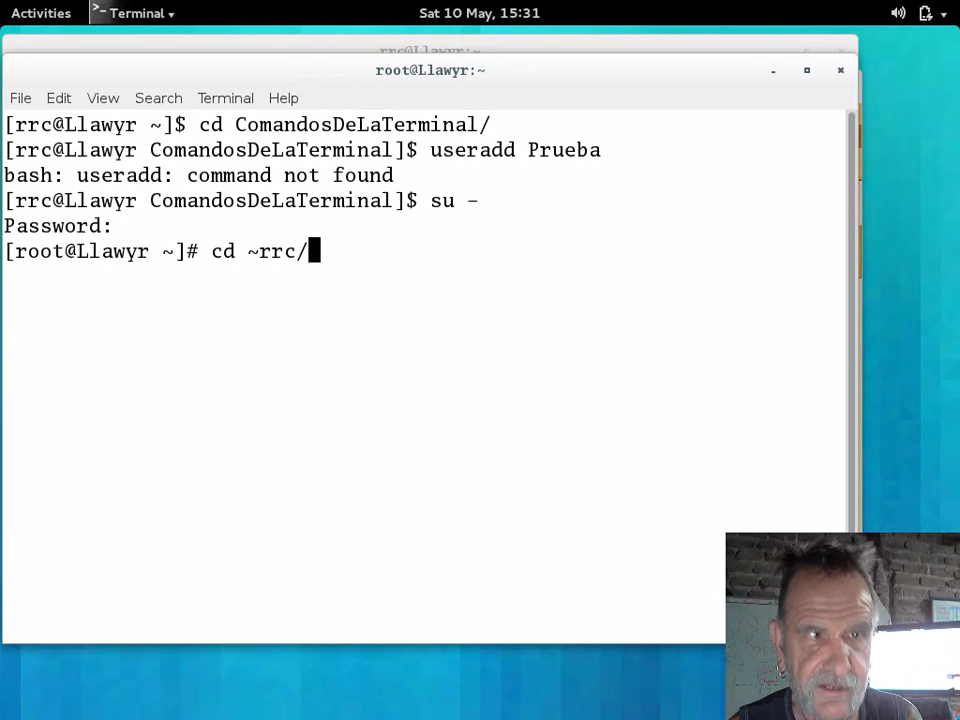 Activities Terminal Sat 10 May, 15:31
rrc@Llawyr:~
root@Llawyr:~
File Edit View Search Terminal Help
[rrc@Llawyr ~]$ cd ComandosDeLaTerminal/
[rrc@Llawyr ComandosDeLaTerminal]$ useradd Prueba
bash: useradd: command not found
[rrc@Llawyr ComandosDeLaTerminal]$ su -
Password:
[root@Llawyr ~]# cd ~rrc/